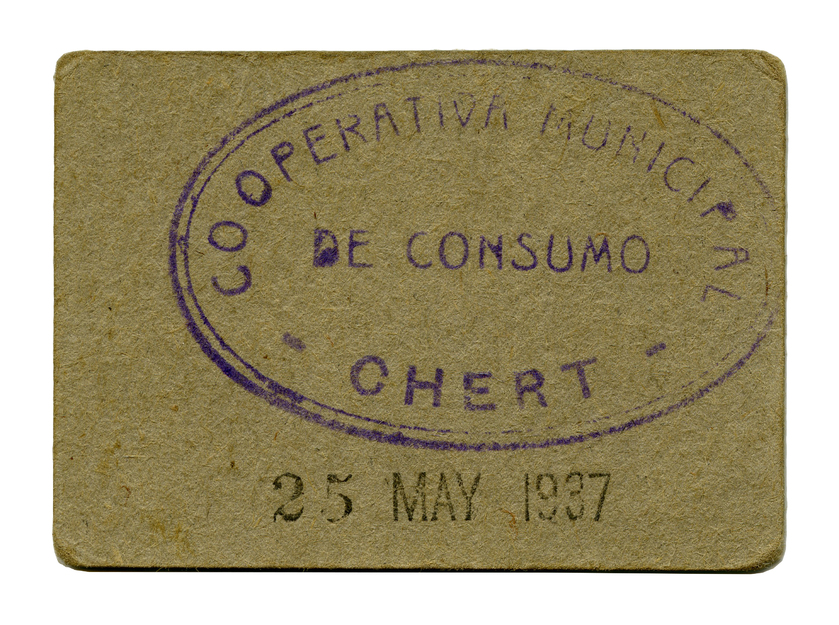 COOPERATIVA MUNICIPAL
DE CONSUMO
- CHERT -
25 MAY 1937